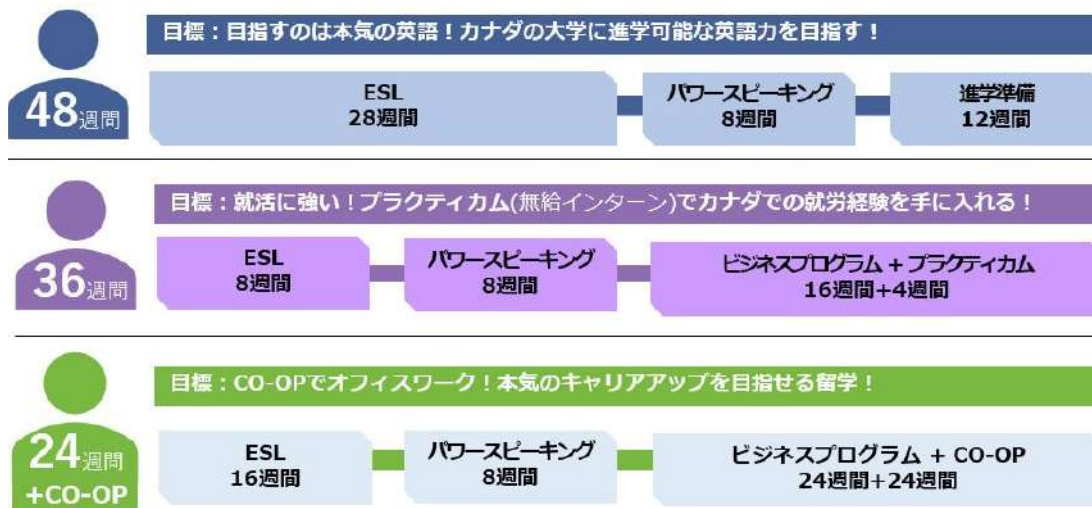 目標：目指すのは本気の英語！カナダの大学に進学可能な英語力を目指す！
48週間
ESL
28週間
パワースピーキング
8週間
進学準備
12週間
目標：就活に強い！プラクティカム(無給インターン)でカナダでの就労経験を手に入れる！
36週間
ESL
8週間
パワースピーキング
8週間
ビジネスプログラム + プラクティカム
16週間+4週間
目標：CO-OPでオフィスワーク！本気のキャリアアップを目指せる留学！
24週間
+CO-OP
ESL
16週間
パワースピーキング
8週間
ビジネスプログラム + CO-OP
24週間+24週間